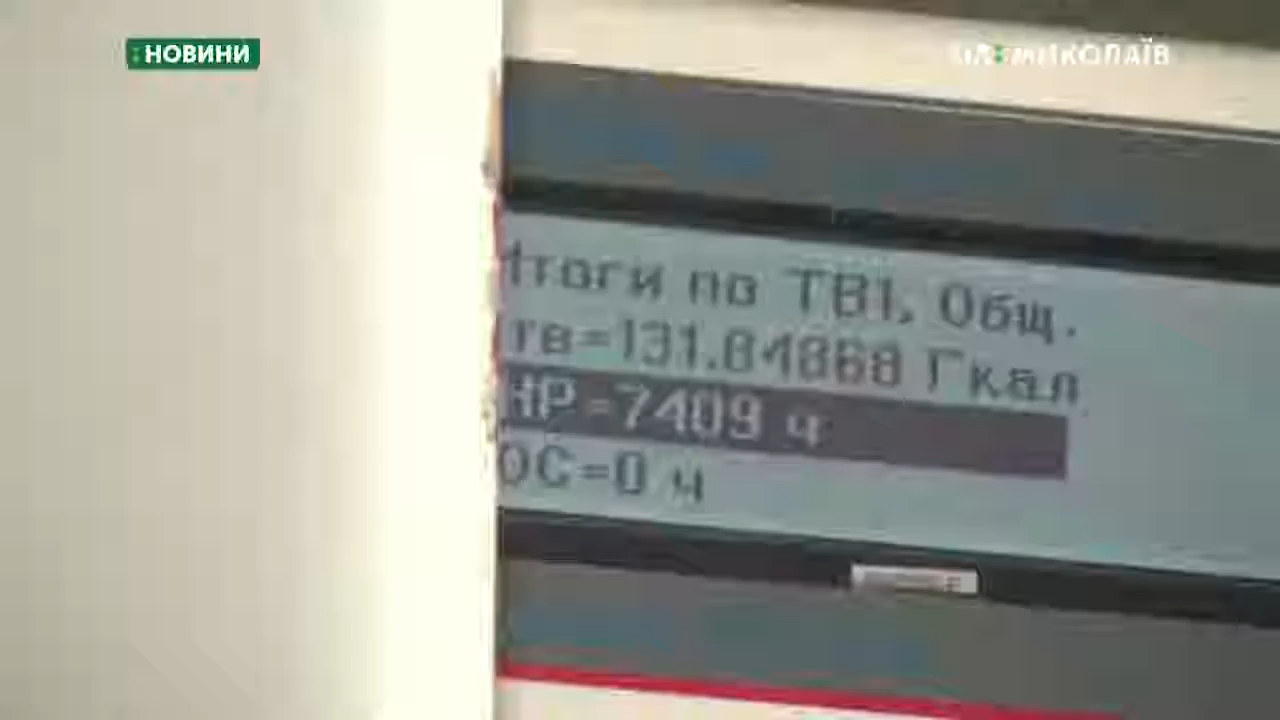 НОВИНИ
МИКОЛАЇВ
Итоги по ТВ1, Общ.
тв=131.84868 Гкал
НР=7409 ч
ОС=0 ч